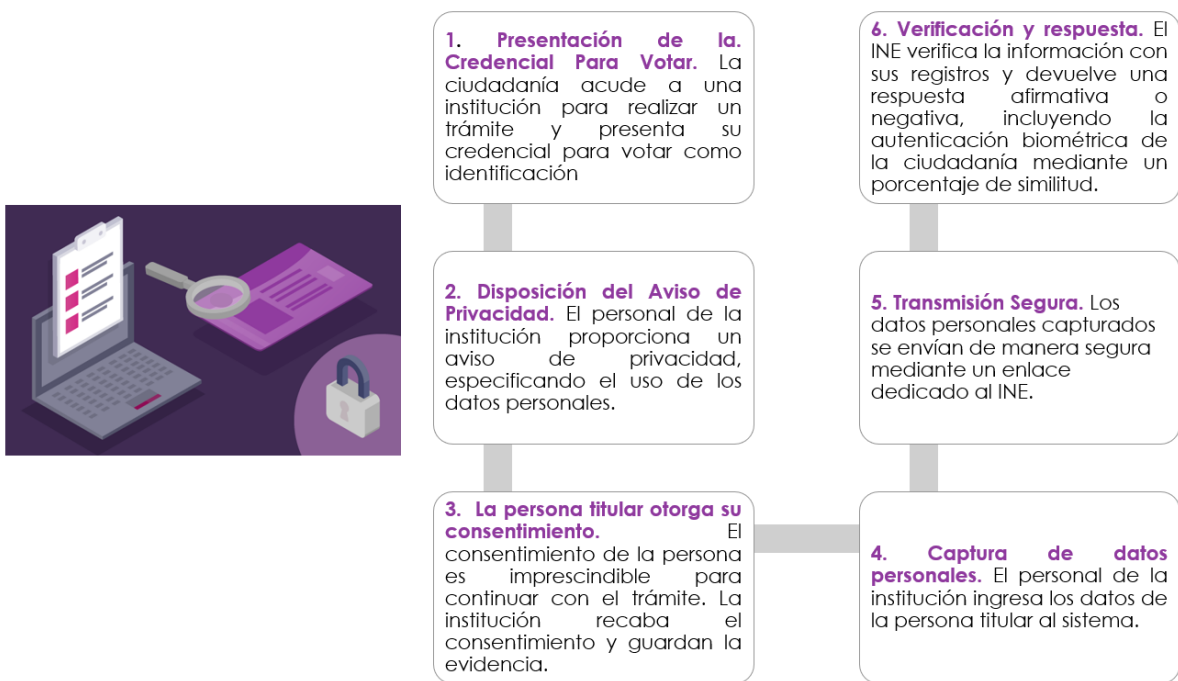 1. Presentación de la.
Credencial Para Votar. La
ciudadanía acude a una
institución para realizar un
trámite y presenta su
credencial para votar como
identificación
2. Disposición del Aviso de
Privacidad. El personal de la
institución proporciona un
aviso de privacidad,
especificando el uso de los
datos personales.
3. La persona titular otorga su
consentimiento. El
consentimiento de la persona
es imprescindible para
continuar con el trámite. La
institución recaba el
consentimiento y guardan la
evidencia.
4. Captura de datos
personales. El personal de la
institución ingresa los datos de
la persona titular al sistema.
5. Transmisión Segura. Los
datos personales capturados
se envían de manera segura
mediante un enlace
dedicado al INE.
6. Verificación y respuesta. El
INE verifica la información con
sus registros y devuelve una
respuesta afirmativa o
negativa, incluyendo la
autenticación biométrica de
la ciudadanía mediante un
porcentaje de similitud.